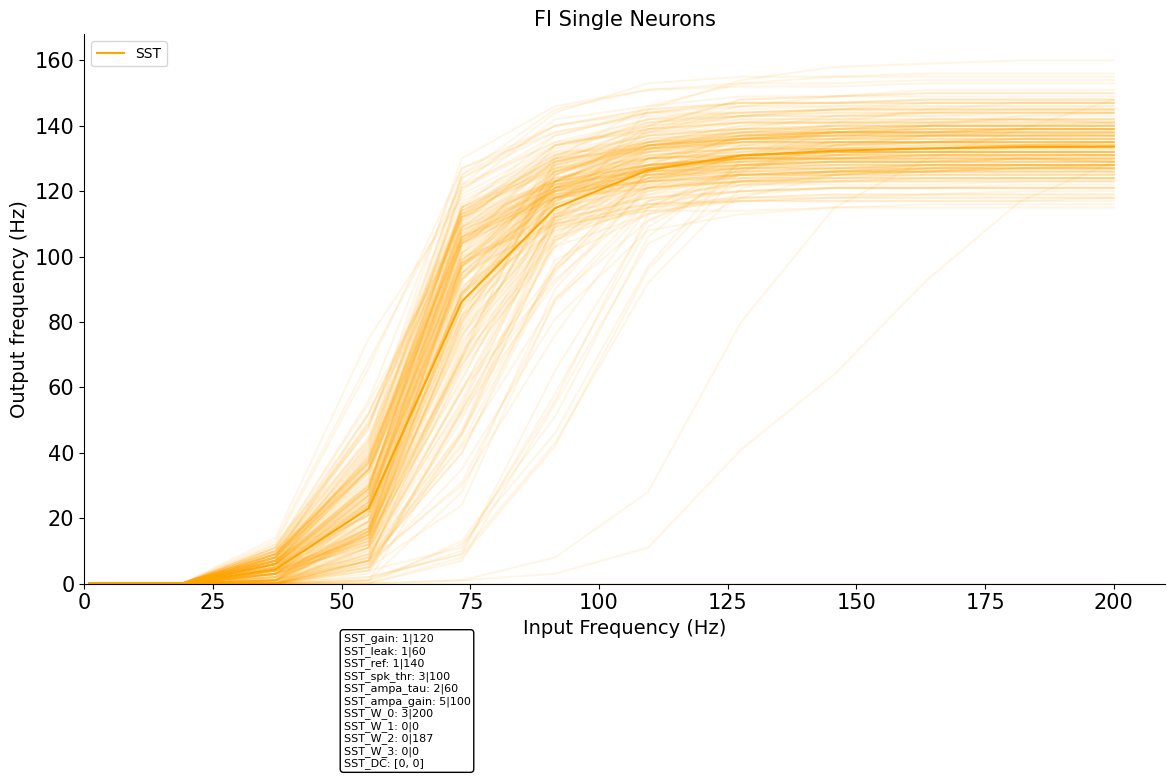 FI Single Neurons
SST
160
140
120
100
80
60
40
20
0
Output frequency (Hz)
0 25 50 75 100 125 150 175 200
Input Frequency (Hz)
SST_gain: 1|120
SST_leak: 1|60
SST_ref: 1|140
SST_spk_thr: 3|100
SST_ampa_tau: 2|60
SST_ampa_gain: 5|100
SST_W_0: 3|200
SST_W_1: 0|0
SST_W_2: 0|187
SST_W_3: 0|0
SST_DC: [0, 0]